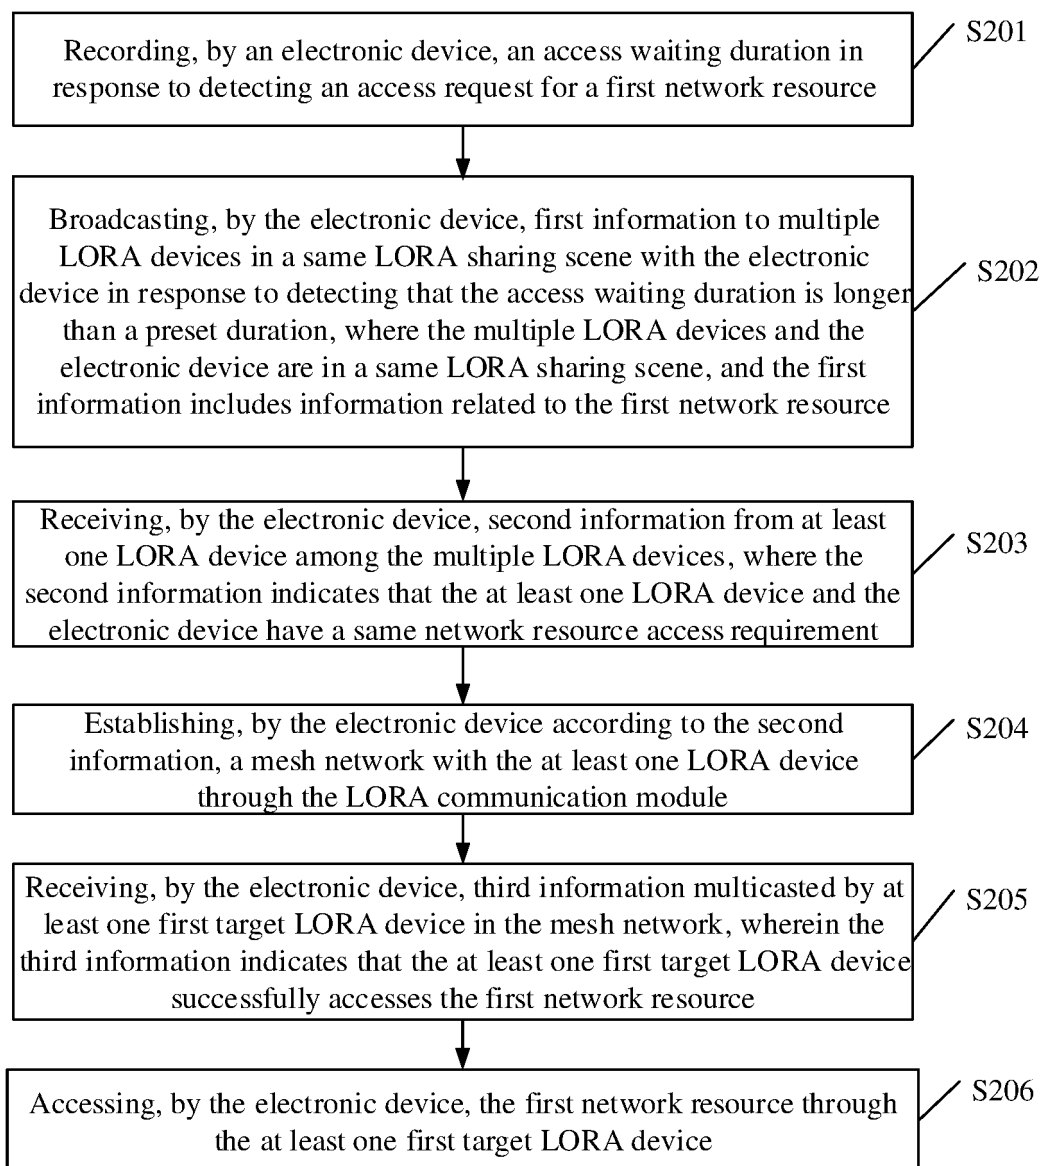 Recording, by an electronic device, an access waiting duration in
response to detecting an access request for a first network resource
S201
Broadcasting, by the electronic device, first information to multiple
LORA devices in a same LORA sharing scene with the electronic
device in response to detecting that the access waiting duration is longer
than a preset duration, where the multiple LORA devices and the
electronic device are in a same LORA sharing scene, and the first
information includes information related to the first network resource
S202
Receiving, by the electronic device, second information from at least
one LORA device among the multiple LORA devices, where the
second information indicates that the at least one LORA device and the
electronic device have a same network resource access requirement
S203
Establishing, by the electronic device according to the second
information, a mesh network with the at least one LORA device
through the LORA communication module
S204
Receiving, by the electronic device, third information multicasted by at
least one first target LORA device in the mesh network, wherein the
third information indicates that the at least one first target LORA device
successfully accesses the first network resource
S205
Accessing, by the electronic device, the first network resource through
the at least one first target LORA device
S206